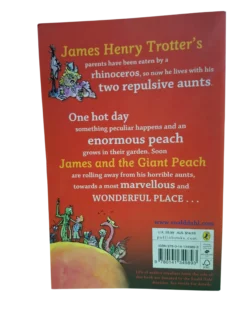 James Henry Trotter's
parents have been eaten by a
rhinoceros, so now he lives with his
two repulsive aunts.
One hot day
something peculiar happens and an
enormous peach
grows in their garden. Soon
James and the Giant Peach
are rolling away from his horrible aunts,
towards a most marvellous and
WONDERFUL PLACE . . .
www.roalddahl.com